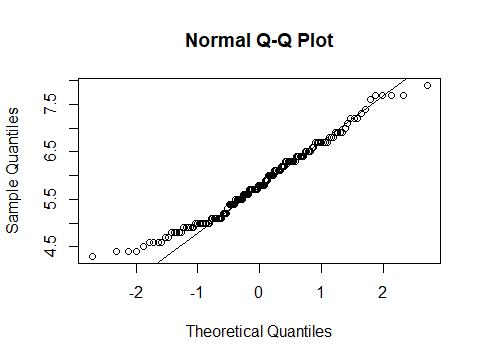 Normal Q-Q Plot
Sample Quantiles
7.5
6.5
5.5
4.5
-2 -1 0 1 2
Theoretical Quantiles